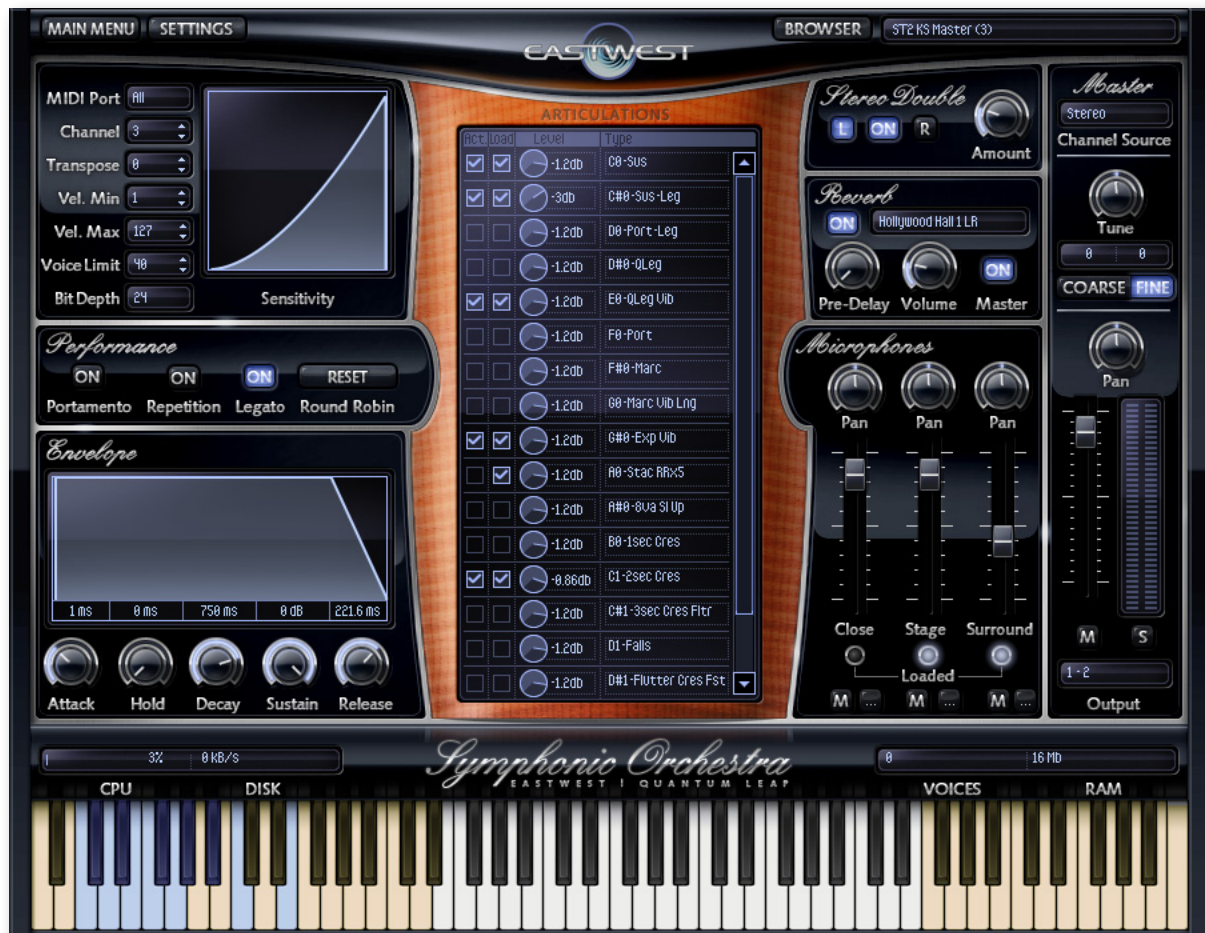 MAIN MENU SETTINGS
EASTWEST
BROWSER ST2 KS Master (3)
MIDI Port All
Channel 3
Transpose 0
Vel. Min 1
Vel. Max 127
Voice Limit 40
Bit Depth 24
Sensitivity
Performance
ON ON ON RESET
Portamento Repetition Legato Round Robin
Envelope
1 ms 0 ms 750 ms 0 dB 221.6 ms
Attack Hold Decay Sustain Release
ARTICULATIONS
Act. Load Level Type
-1.2db C0-Sus
-3db C#0-Sus-Leg
-1.2db D0-Port-Leg
-1.2db D#0-QLeg
-1.2db E0-QLeg Vib
-1.2db F0-Port
-1.2db F#0-Marc
-1.2db G0-Marc Vib Lng
-1.2db G#0-Exp Vib
-1.2db A0-Stac RRx5
-1.2db A#0-8va Sl Up
-1.2db B0-1sec Cres
-0.86db C1-2sec Cres
-1.2db C#1-3sec Cres Fltr
-1.2db D1-Falls
-1.2db D#1-Flutter Cres Fst
Stereo Double
L ON R
Amount
Reverb
ON Hollywood Hall 1 LR
ON
Pre-Delay Volume Master
Microphones
Pan Pan Pan
Close Stage Surround
Loaded
M ... M ... M ...
Master
Stereo
Channel Source
Tune
0 0
COARSE FINE
Pan
M S
1-2
Output
3% 0 kB/s
CPU DISK
Symphonic Orchestra
EASTWEST | QUANTUM LEAP
0 16 Mb
VOICES RAM